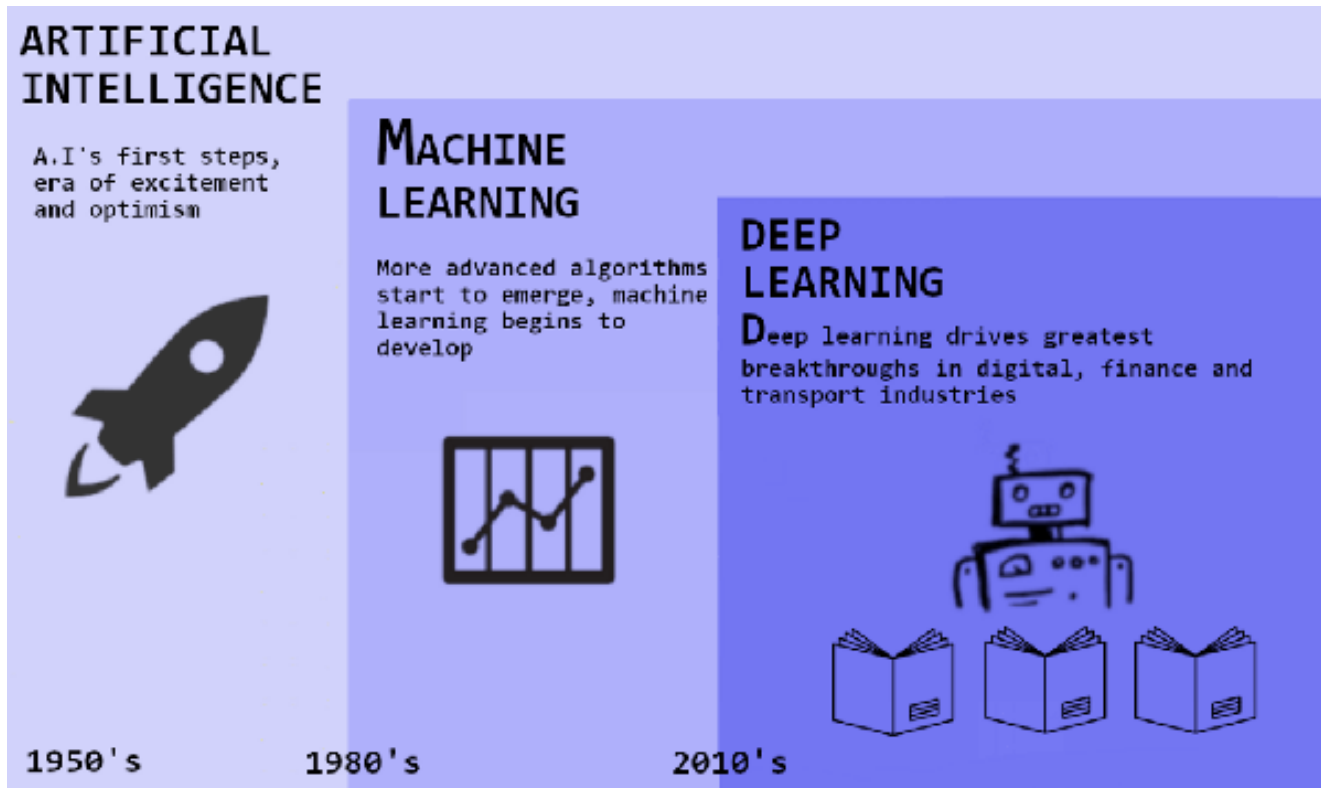 ARTIFICIAL
INTELLIGENCE
A.I's first steps,
era of excitement
and optimism
MACHINE
LEARNING
More advanced algorithms
start to emerge, machine
learning begins to
develop
DEEP
LEARNING
Deep learning drives greatest
breakthroughs in digital, finance and
transport industries
1950's
1980's
2010's